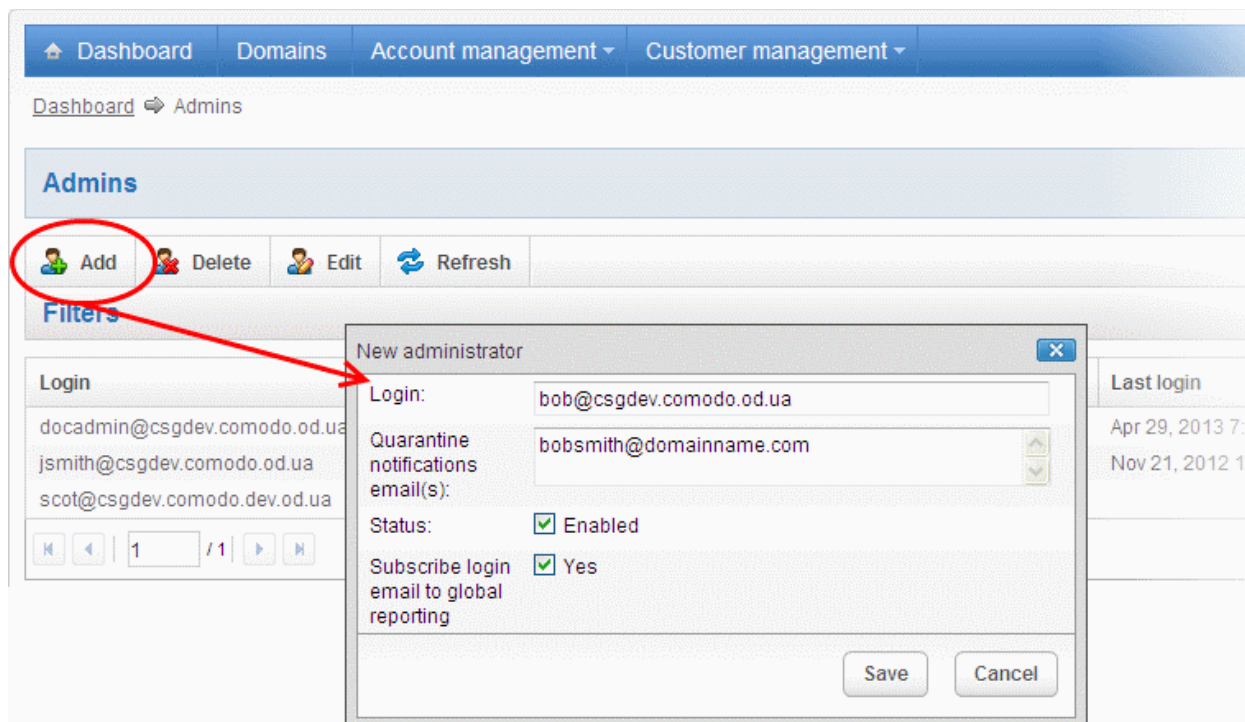 Dashboard Domains Account management Customer management
Dashboard Admins
Admins
Add Delete Edit Refresh
Filters
New administrator
Login Last login
Login: bob@csgdev.comodo.od.ua
docadmin@csgdev.comodo.od.ua Apr 29, 2013 7:
Quarantine notifications email(s): bobsmith@domainname.com
jsmith@csgdev.comodo.od.ua Nov 21, 2012 1
scot@csgdev.comodo.dev.od.ua
Status: Enabled
1 / 1
Subscribe login
email to global
reporting
Yes
Save Cancel